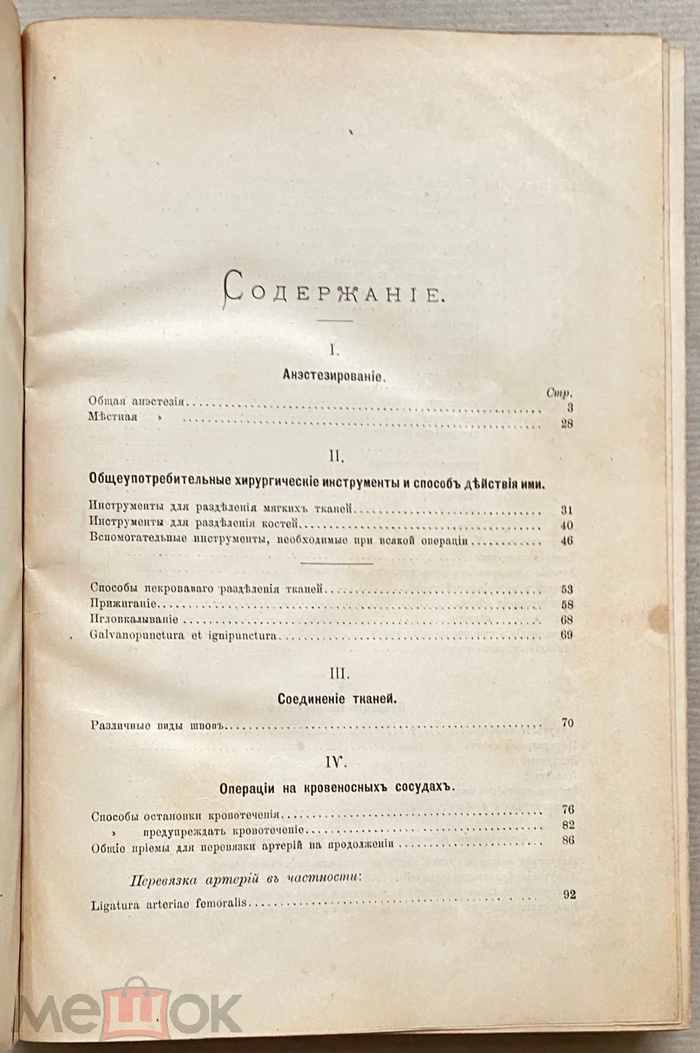 Содержаніе.
I.
Анэстезированіе.
Стр.
Общая анэстезія........ 3
Мѣстная » ........ 28
II.
Общеупотребительные хирургическіе инструменты и способъ дѣйствія ими.
Инструменты для раздѣленія мягкихъ тканей........ 31
Инструменты для раздѣленія костей........ 40
Вспомогательные инструменты, необходимые при всякой операціи........ 46
Способы некроваваго раздѣленія тканей........ 53
Прижиганіе........ 58
Игловкалываніе ........ 68
Galvanopunctura et ignipunctura........ 69
III.
Соединеніе тканей.
Различные виды швовъ........ 70
IV.
Операціи на кровеносныхъ сосудахъ.
Способы остановки кровотеченія........ 76
» предупреждать кровотеченіе........ 82
Общіе пріемы для перевязки артерій на продолженіи ........ 86
Перевязка артерій въ частности:
Ligatura arteriae femoralis........ 92
мешок